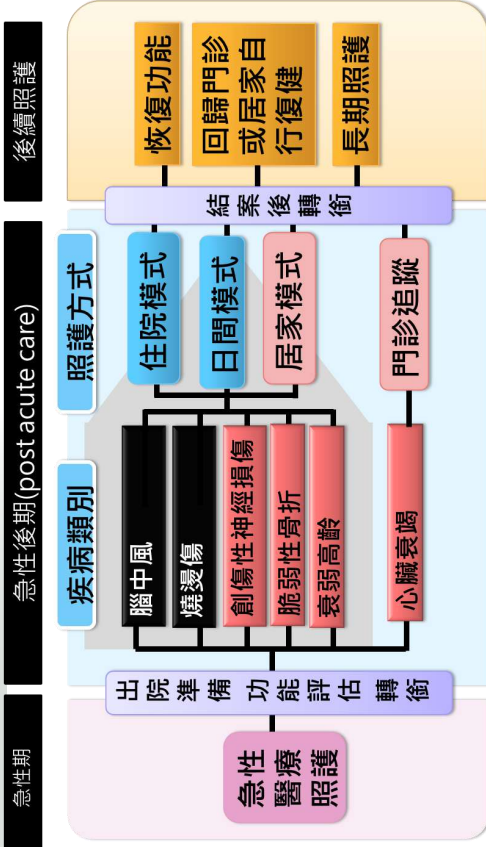 急性期
急性後期(post acute care)
後續照護
疾病類別
照護方式
急性
醫療
照護
出院準備 功能評估 轉銜
腦中風
燒燙傷
創傷性神經損傷
脆弱性骨折
衰弱高齡
心臟衰竭
住院模式
日間模式
居家模式
門診追蹤
結案後轉銜
恢復功能
回歸門診
或居家自
行復健
長期照護